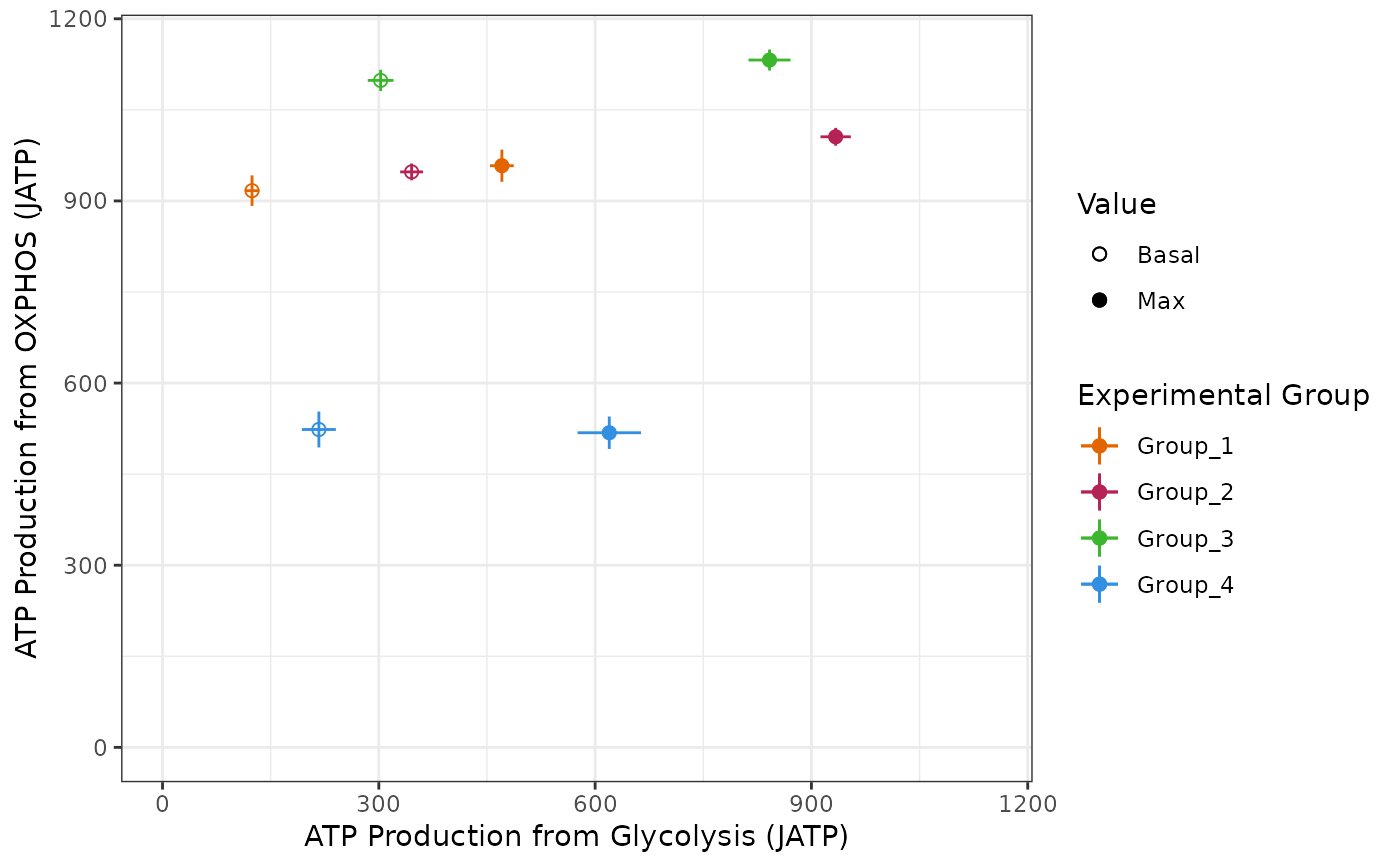 1200
900
600
300
0
ATP Production from OXPHOS (JATP)
0 300 600 900 1200
ATP Production from Glycolysis (JATP)
Value
Basal
Max
Experimental Group
Group_1
Group_2
Group_3
Group_4